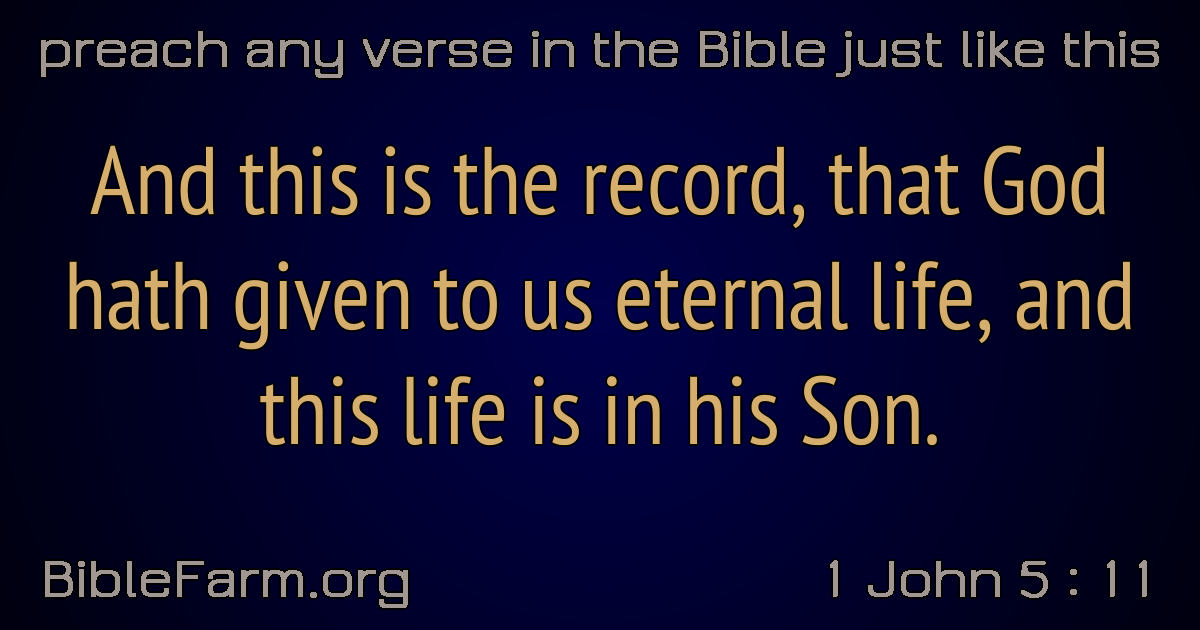 preach any verse in the Bible just like this
And this is the record, that God
hath given to us eternal life, and
this life is in his Son.
BibleFarm.org
1 John 5 : 11